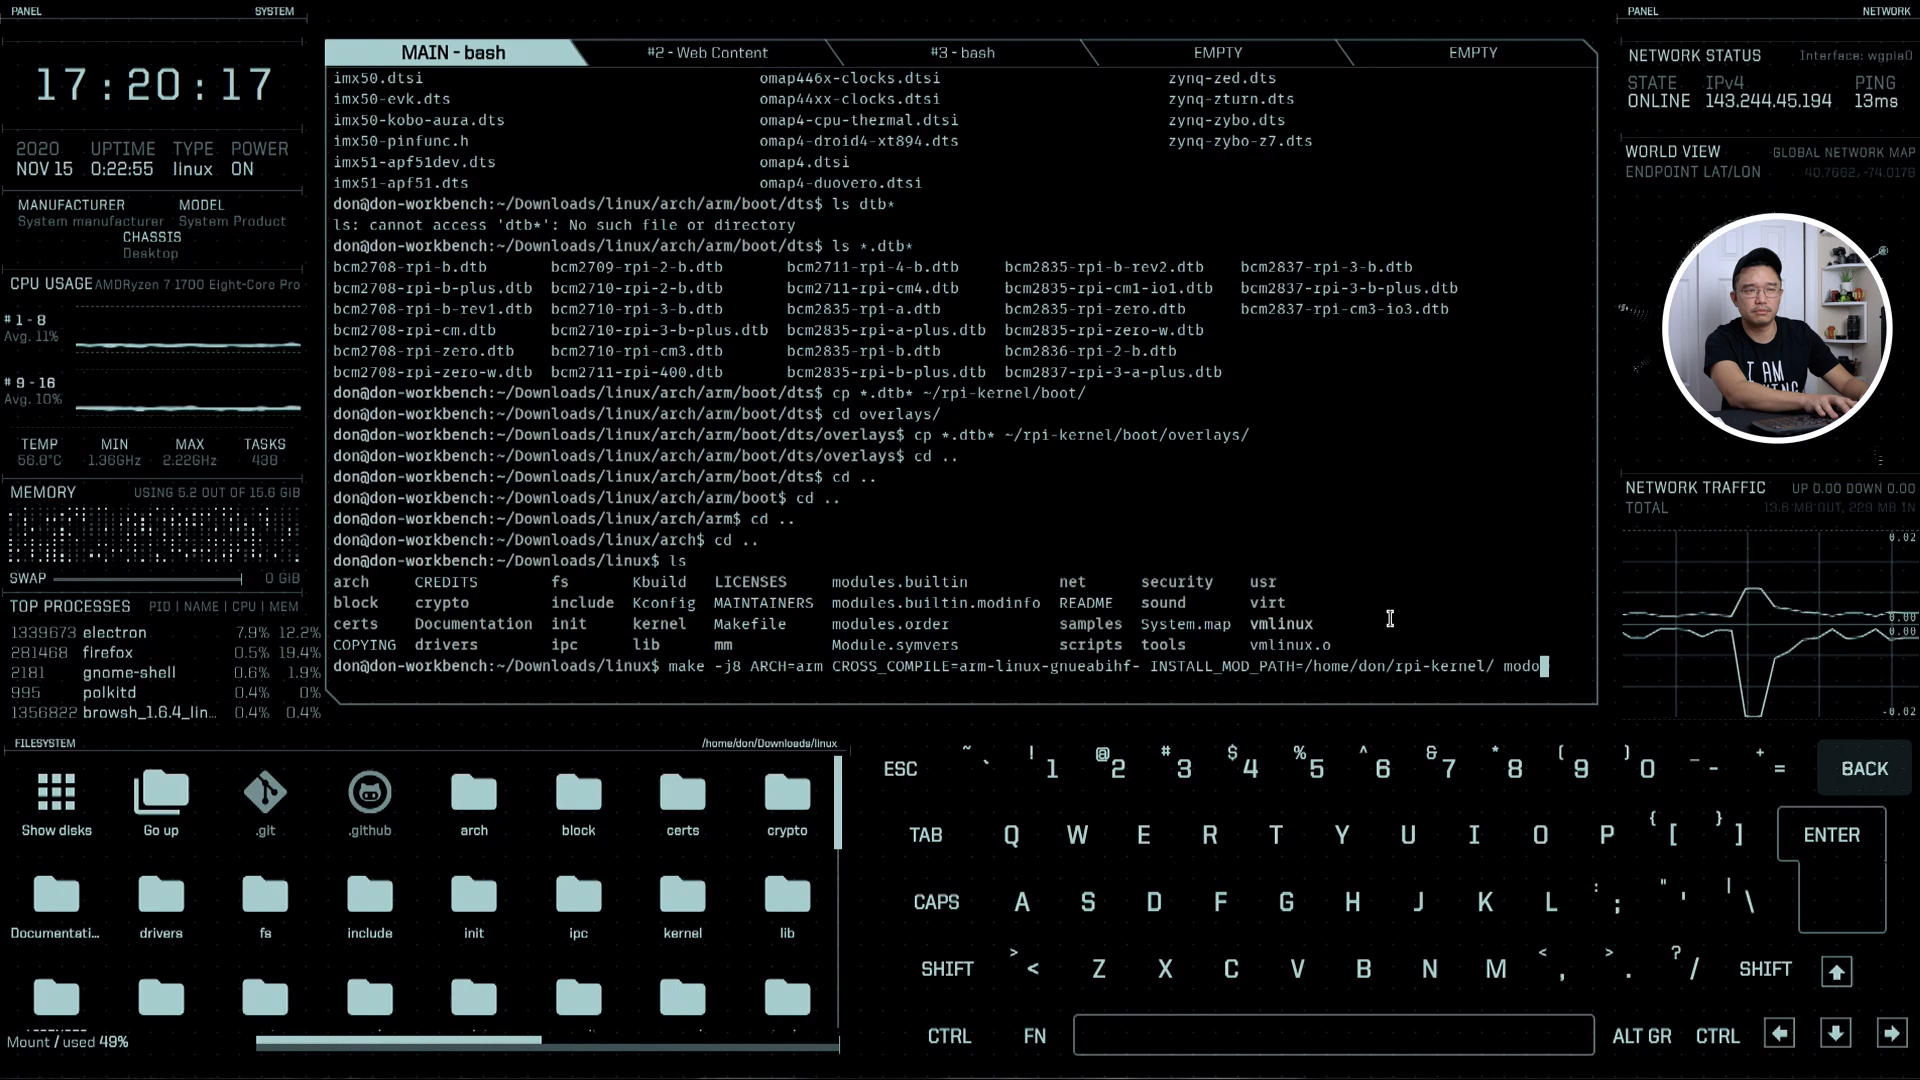 PANEL SYSTEM
17:20:17
2020 UPTIME TYPE POWER
NOV 15 0:22:55 linux ON
MANUFACTURER MODEL
System manufacturer System Product
CHASSIS
Desktop
CPU USAGE AMDRyzen 7 1700 Eight-Core Pro
# 1 - 8
Avg. 11%
# 9 - 16
Avg. 10%
TEMP MIN MAX TASKS
56.8°C 1.36GHz 2.22GHz 438
MEMORY USING 5.2 OUT OF 15.6 GiB
SWAP 0 GiB
TOP PROCESSES PID | NAME | CPU | MEM
1339673 electron 7.9% 12.2%
281468 firefox 0.5% 19.4%
2181 gnome-shell 0.6% 1.9%
995 polkitd 0.4% 0%
1356822 browsh_1.6.4_lin... 0.4% 0.4%
MAIN - bash #2 - Web Content #3 - bash EMPTY EMPTY
imx50.dtsi omap446x-clocks.dtsi zynq-zed.dts
imx50-evk.dts omap44xx-clocks.dtsi zynq-zturn.dts
imx50-kobo-aura.dts omap4-cpu-thermal.dtsi zynq-zybo.dts
imx50-pinfunc.h omap4-droid4-xt894.dts zynq-zybo-z7.dts
imx51-apf51dev.dts omap4.dtsi
imx51-apf51.dts omap4-duovero.dtsi
don@don-workbench:~/Downloads/linux/arch/arm/boot/dts$ ls dtb*
ls: cannot access 'dtb*': No such file or directory
don@don-workbench:~/Downloads/linux/arch/arm/boot/dts$ ls *.dtb*
bcm2708-rpi-b.dtb bcm2709-rpi-2-b.dtb bcm2711-rpi-4-b.dtb bcm2835-rpi-b-rev2.dtb bcm2837-rpi-3-b.dtb
bcm2708-rpi-b-plus.dtb bcm2710-rpi-2-b.dtb bcm2711-rpi-cm4.dtb bcm2835-rpi-cm1-io1.dtb bcm2837-rpi-3-b-plus.dtb
bcm2708-rpi-b-rev1.dtb bcm2710-rpi-3-b.dtb bcm2835-rpi-a.dtb bcm2835-rpi-zero.dtb bcm2837-rpi-cm3-io3.dtb
bcm2708-rpi-cm.dtb bcm2710-rpi-3-b-plus.dtb bcm2835-rpi-a-plus.dtb bcm2835-rpi-zero-w.dtb
bcm2708-rpi-zero.dtb bcm2710-rpi-cm3.dtb bcm2835-rpi-b.dtb bcm2836-rpi-2-b.dtb
bcm2708-rpi-zero-w.dtb bcm2711-rpi-400.dtb bcm2835-rpi-b-plus.dtb bcm2837-rpi-3-a-plus.dtb
don@don-workbench:~/Downloads/linux/arch/arm/boot/dts$ cp *.dtb* ~/rpi-kernel/boot/
don@don-workbench:~/Downloads/linux/arch/arm/boot/dts$ cd overlays/
don@don-workbench:~/Downloads/linux/arch/arm/boot/dts/overlays$ cp *.dtb* ~/rpi-kernel/boot/overlays/
don@don-workbench:~/Downloads/linux/arch/arm/boot/dts/overlays$ cd ..
don@don-workbench:~/Downloads/linux/arch/arm/boot/dts$ cd ..
don@don-workbench:~/Downloads/linux/arch/arm/boot$ cd ..
don@don-workbench:~/Downloads/linux/arch/arm$ cd ..
don@don-workbench:~/Downloads/linux/arch$ cd ..
don@don-workbench:~/Downloads/linux$ ls
arch CREDITS fs Kbuild LICENSES modules.builtin net security usr
block crypto include Kconfig MAINTAINERS modules.builtin.modinfo README sound virt
certs Documentation init kernel Makefile modules.order samples System.map vmlinux
COPYING drivers ipc lib mm Module.symvers scripts tools vmlinux.o
don@don-workbench:~/Downloads/linux$ make -j8 ARCH=arm CROSS_COMPILE=arm-linux-gnueabihf- INSTALL_MOD_PATH=/home/don/rpi-kernel/ modo
PANEL NETWORK
NETWORK STATUS Interface: wgpia0
STATE IPv4 PING
ONLINE 143.244.45.194 13ms
WORLD VIEW GLOBAL NETWORK MAP
ENDPOINT LAT/LON 40.7662, -74.0178
I AM
NETWORK TRAFFIC UP 0.00 DOWN 0.00
TOTAL 13.6 MB OUT, 229 MB IN
0.02
0.00
0.00
-0.02
FILESYSTEM /home/don/Downloads/linux
Show disks Go up .git .github arch block certs crypto
Documentati... drivers fs include init ipc kernel lib
Mount / used 49%
ESC ~ ` ! 1 @ 2 # 3 $ 4 % 5 ^ 6 & 7 * 8 ( 9 ) 0 _ - + = BACK
TAB Q W E R T Y U I O P { [ } ] ENTER
CAPS A S D F G H J K L : ; " ' | \
SHIFT > < Z X C V B N M < , > . ? / SHIFT
CTRL FN ALT GR CTRL